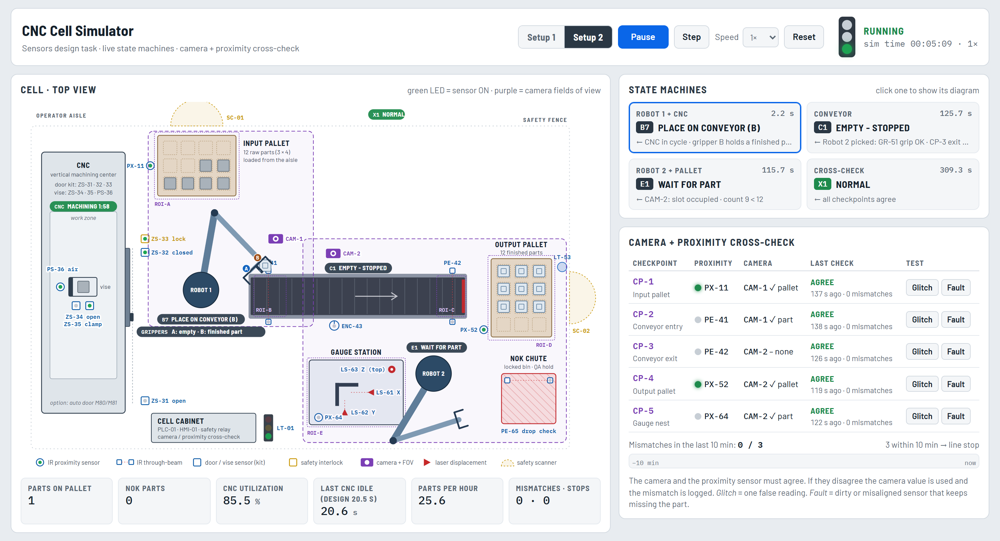 CNC Cell Simulator
Sensors design task · live state machines · camera + proximity cross-check
Setup 1
Setup 2
Pause
Step
Speed
1×
Reset
RUNNING
sim time 00:05:09 · 1×
CELL · TOP VIEW
green LED = sensor ON · purple = camera fields of view
OPERATOR AISLE
SC-01
X1 NORMAL
SAFETY FENCE
INPUT PALLET
12 raw parts (3 × 4)
loaded from the aisle
PX-11
ROI-A
CNC
vertical machining center
door kit: ZS-31 · 32 · 33
vise: ZS-34 · 35 · PS-36
CNC MACHINING 1:58
work zone
ZS-33 lock
ZS-32 closed
PS-36 air
vise
ZS-34 open
ZS-35 clamp
option: auto door M80/M81
CAM-1
CAM-2
B
A
41
C1 EMPTY - STOPPED
PE-42
OUTPUT PALLET
12 finished parts
LT-53
ROBOT 1
ROI-B
ROI-C
B7 PLACE ON CONVEYOR (B)
GRIPPERS A: empty · B: finished part
ENC-43
PX-52
SC-02
ROI-D
E1 WAIT FOR PART
GAUGE STATION
LS-63 Z (top)
LS-61 X
LS-62 Y
PX-64
ROI-E
ROBOT 2
NOK CHUTE
locked bin · QA hold
PE-65 drop check
ZS-31 open
CELL CABINET
PLC-01 · HMI-01 · safety relay
camera / proximity cross-check
LT-01
IR proximity sensor
IR through-beam
door / vise sensor (kit)
safety interlock
camera + FOV
laser displacement
safety scanner
PARTS ON PALLET
1
NOK PARTS
0
CNC UTILIZATION
85.5 %
LAST CNC IDLE
(DESIGN 20.5 S)
20.6 s
PARTS PER HOUR
25.6
MISMATCHES · STOPS
0 · 0
STATE MACHINES
click one to show its diagram
ROBOT 1 + CNC
2.2 s
B7 PLACE ON CONVEYOR (B)
← CNC in cycle · gripper B holds a finished p...
CONVEYOR
125.7 s
C1 EMPTY - STOPPED
← Robot 2 picked: GR-51 grip OK · CP-3 exit ...
ROBOT 2 + PALLET
115.7 s
E1 WAIT FOR PART
← CAM-2: slot occupied · count 9 < 12
CROSS-CHECK
309.3 s
X1 NORMAL
← all checkpoints agree
CAMERA + PROXIMITY CROSS-CHECK
CHECKPOINT PROXIMITY CAMERA LAST CHECK TEST
CP-1
Input pallet
PX-11
CAM-1 ✓ pallet
AGREE
137 s ago · 0 mismatches
Glitch
Fault
CP-2
Conveyor entry
PE-41
CAM-1 ✓ part
AGREE
138 s ago · 0 mismatches
Glitch
Fault
CP-3
Conveyor exit
PE-42
CAM-2 – none
AGREE
126 s ago · 0 mismatches
Glitch
Fault
CP-4
Output pallet
PX-52
CAM-2 ✓ pallet
AGREE
119 s ago · 0 mismatches
Glitch
Fault
CP-5
Gauge nest
PX-64
CAM-2 ✓ part
AGREE
122 s ago · 0 mismatches
Glitch
Fault
Mismatches in the last 10 min: 0 / 3
3 within 10 min → line stop
−10 min
now
The camera and the proximity sensor must agree. If they disagree the camera value is used and
the mismatch is logged. Glitch = one false reading. Fault = dirty or misaligned sensor that keeps
missing the part.